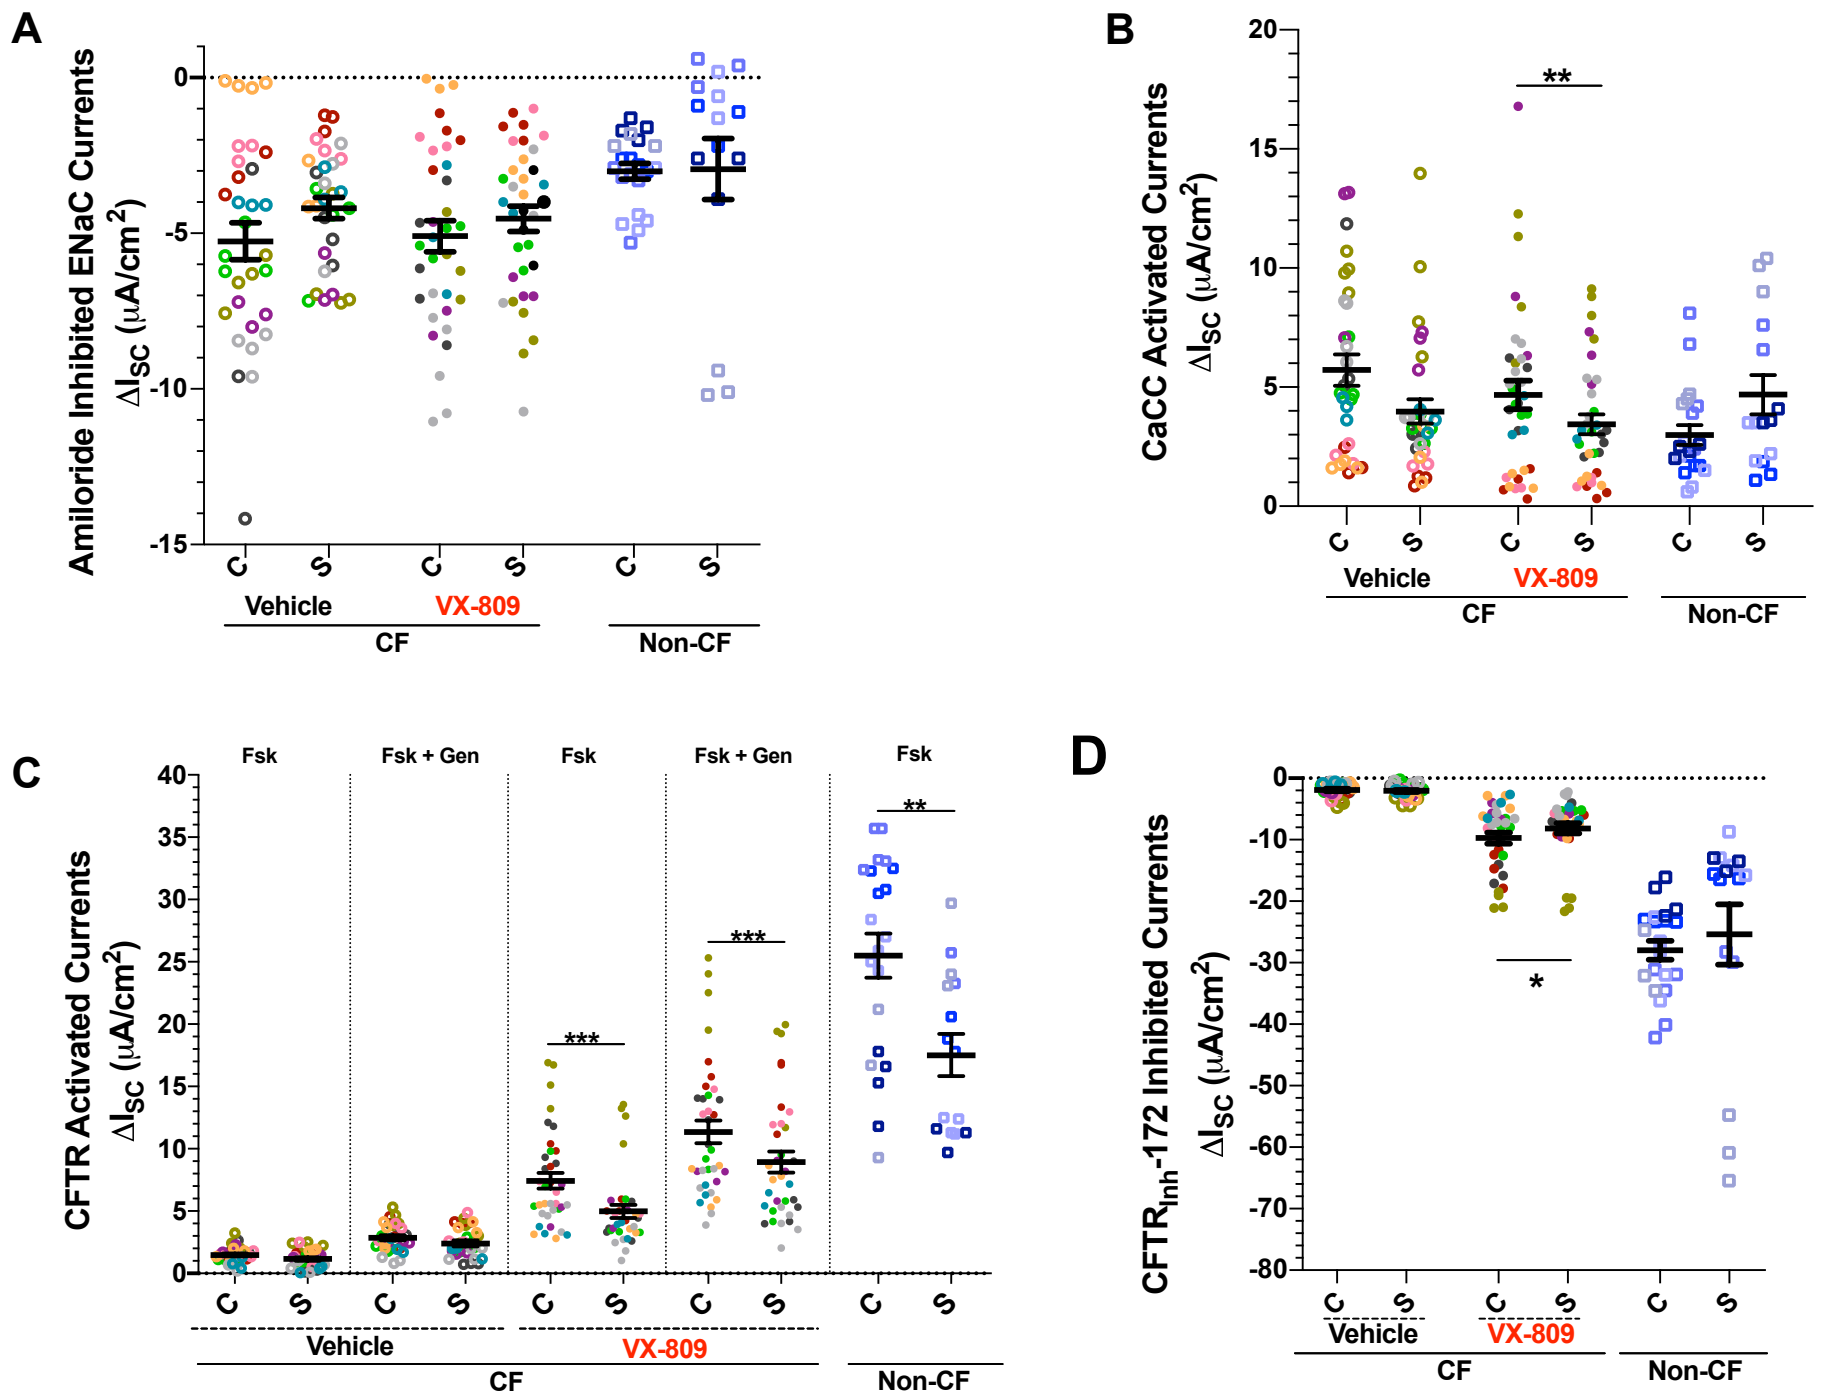 A
Amiloride Inhibited ENaC Currents
ΔISC (μA/cm2)
0
-5
-10
-15
C
S
C
S
C
S
Vehicle
VX-809
CF
Non-CF
B
CaCC Activated Currents
ΔISC (μA/cm2)
20
15
10
5
0
**
C
S
C
S
C
S
Vehicle
VX-809
CF
Non-CF
C
CFTR Activated Currents
ΔISC (μA/cm2)
Fsk
Fsk + Gen
Fsk
Fsk + Gen
Fsk
40
35
30
25
20
15
10
5
0
***
***
**
C
S
C
S
C
S
C
S
C
S
Vehicle
VX-809
CF
Non-CF
D
CFTRInh-172 Inhibited Currents
ΔISC (μA/cm2)
0
-10
-20
-30
-40
-50
-60
-70
-80
*
C
S
C
S
C
S
Vehicle
VX-809
CF
Non-CF